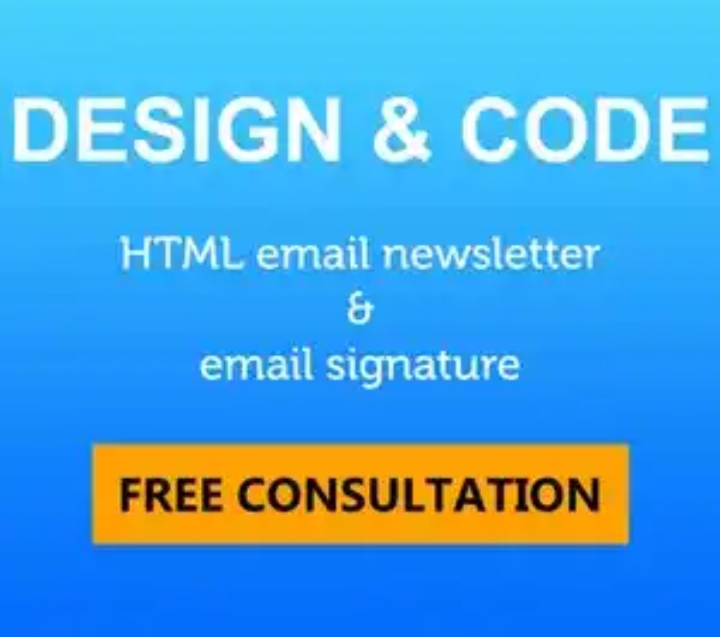 DESIGN & CODE
HTML email newsletter
&
email signature
FREE CONSULTATION